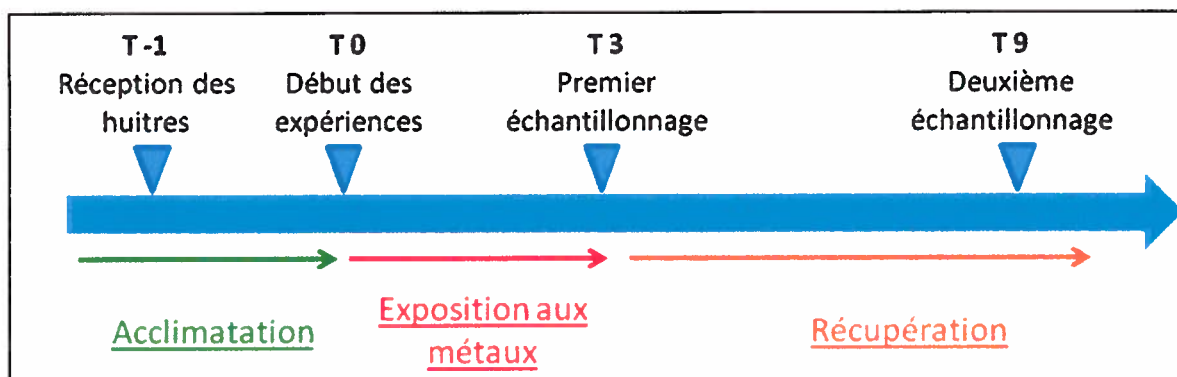 T -1
Réception des
huitres
T 0
Début des
expériences
T 3
Premier
échantillonnage
T 9
Deuxième
échantillonnage
Acclimatation
Exposition aux
métaux
Récupération